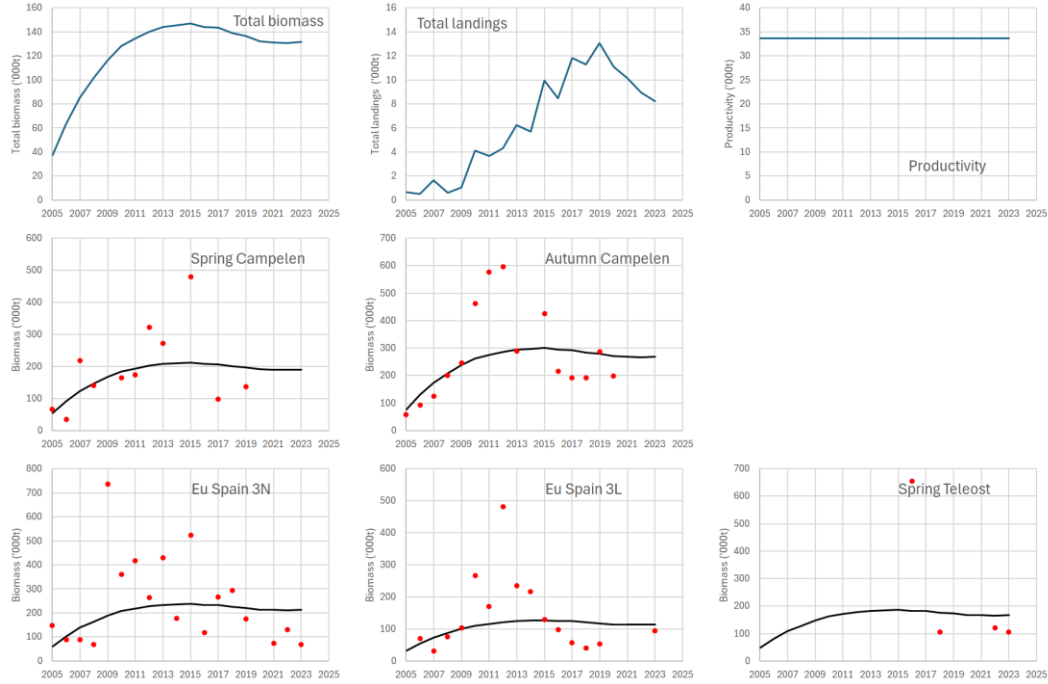 Total biomass
Total biomass ('000t)
160
140
120
100
80
60
40
20
0
2005 2007 2009 2011 2013 2015 2017 2019 2021 2023 2025
Total landings
Total landings ('000t)
16
14
12
10
8
6
4
2
0
2005 2007 2009 2011 2013 2015 2017 2019 2021 2023 2025
Productivity
Productivity ('000t)
40
35
30
25
20
15
10
5
0
2005 2007 2009 2011 2013 2015 2017 2019 2021 2023 2025
Spring Campelen
Biomass ('000t)
600
500
400
300
200
100
0
2005 2007 2009 2011 2013 2015 2017 2019 2021 2023 2025
Autumn Campelen
Biomass ('000t)
700
600
500
400
300
200
100
0
2005 2007 2009 2011 2013 2015 2017 2019 2021 2023 2025
Eu Spain 3N
Biomass ('000t)
800
700
600
500
400
300
200
100
0
2005 2007 2009 2011 2013 2015 2017 2019 2021 2023 2025
Eu Spain 3L
Biomass ('000t)
600
500
400
300
200
100
0
2005 2007 2009 2011 2013 2015 2017 2019 2021 2023 2025
Spring Teleost
Biomass ('000t)
700
600
500
400
300
200
100
0
2005 2007 2009 2011 2013 2015 2017 2019 2021 2023 2025